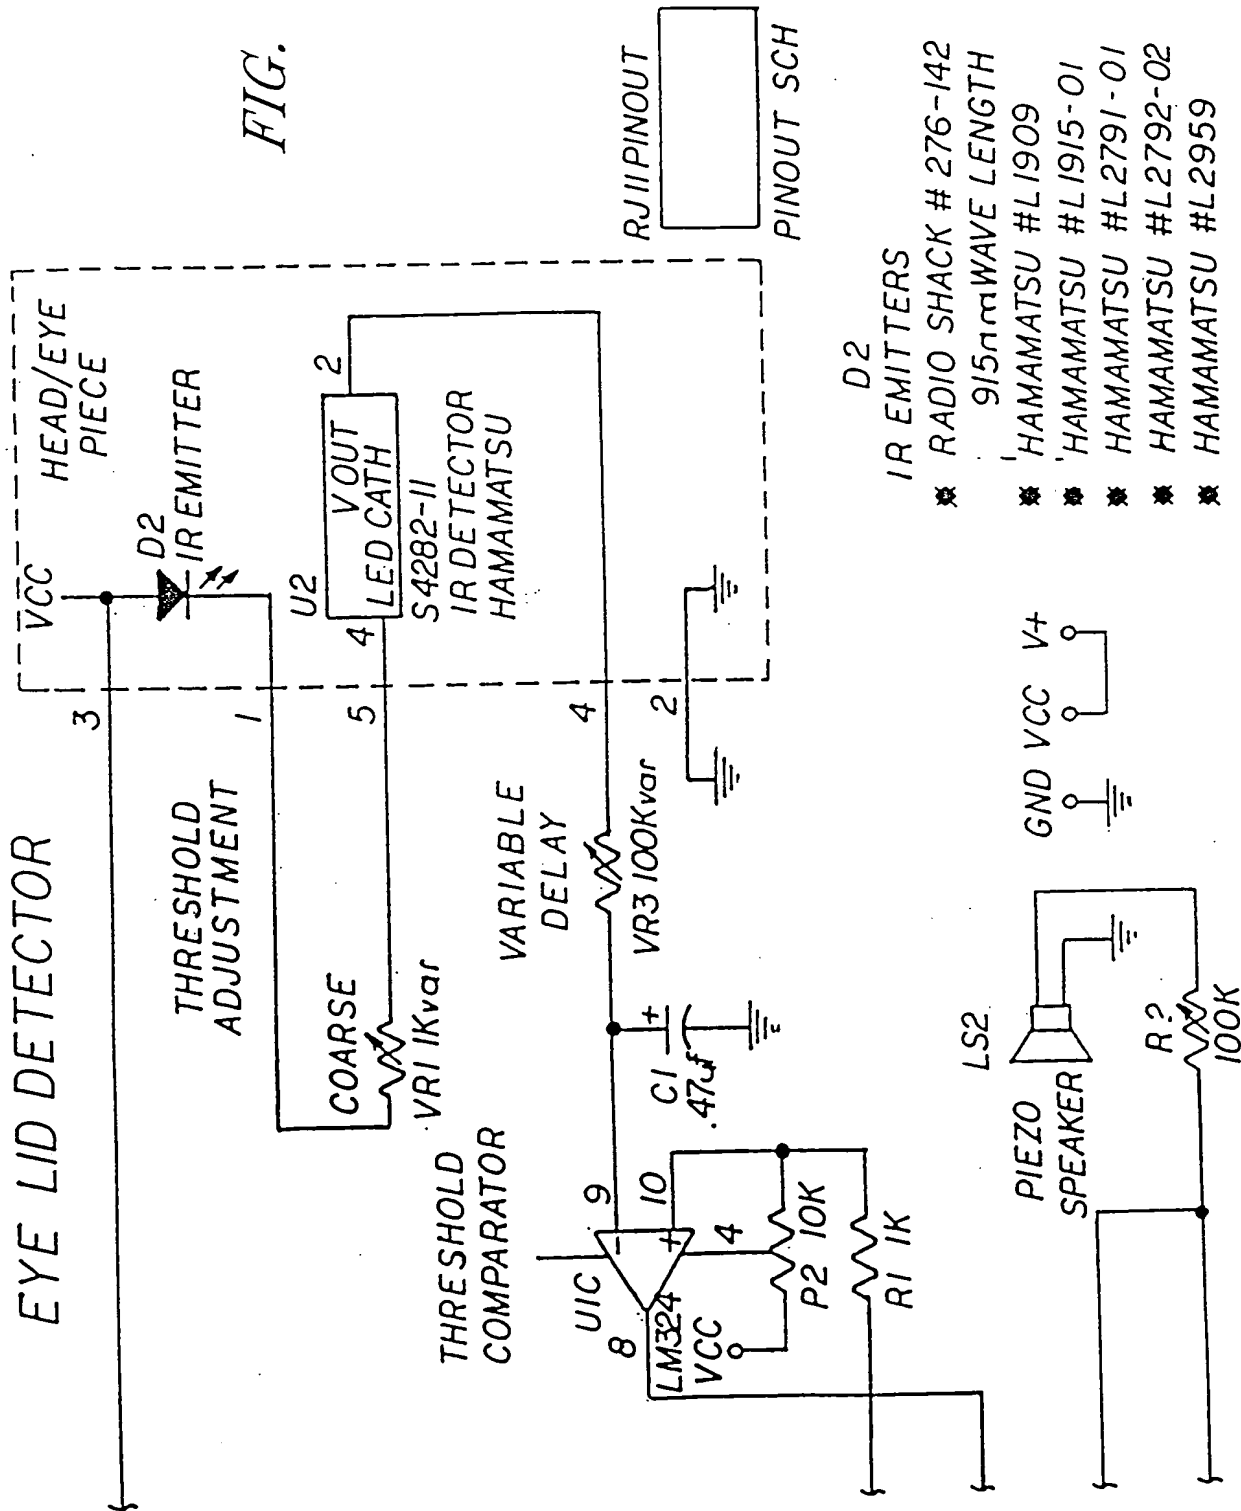 EYE LID DETECTOR
FIG.
3
VCC
HEAD/EYE
PIECE
D2
IR EMITTER
THRESHOLD
ADJUSTMENT
1
COARSE
VR1 1Kvar
5
4
U2
V OUT
LED CATH
2
S4282-11
IR DETECTOR
HAMAMATSU
THRESHOLD
COMPARATOR
VARIABLE
DELAY
VR3 100Kvar
4
2
RJ11PINOUT
PINOUT SCH
U1C
8
9
10
4
LM324
VCC
C1
.47uf
+
−
+
P2 10K
R1 1K
D2
IR EMITTERS
※ RADIO SHACK # 276-142
915nmWAVE LENGTH
※ 'HAMAMATSU #L1909
※ 'HAMAMATSU #L1915-01
※ HAMAMATSU #L2791-01
※ HAMAMATSU #L2792-02
※ HAMAMATSU #L2959
GND VCC V+
LS2
PIEZO
SPEAKER
R?
100K